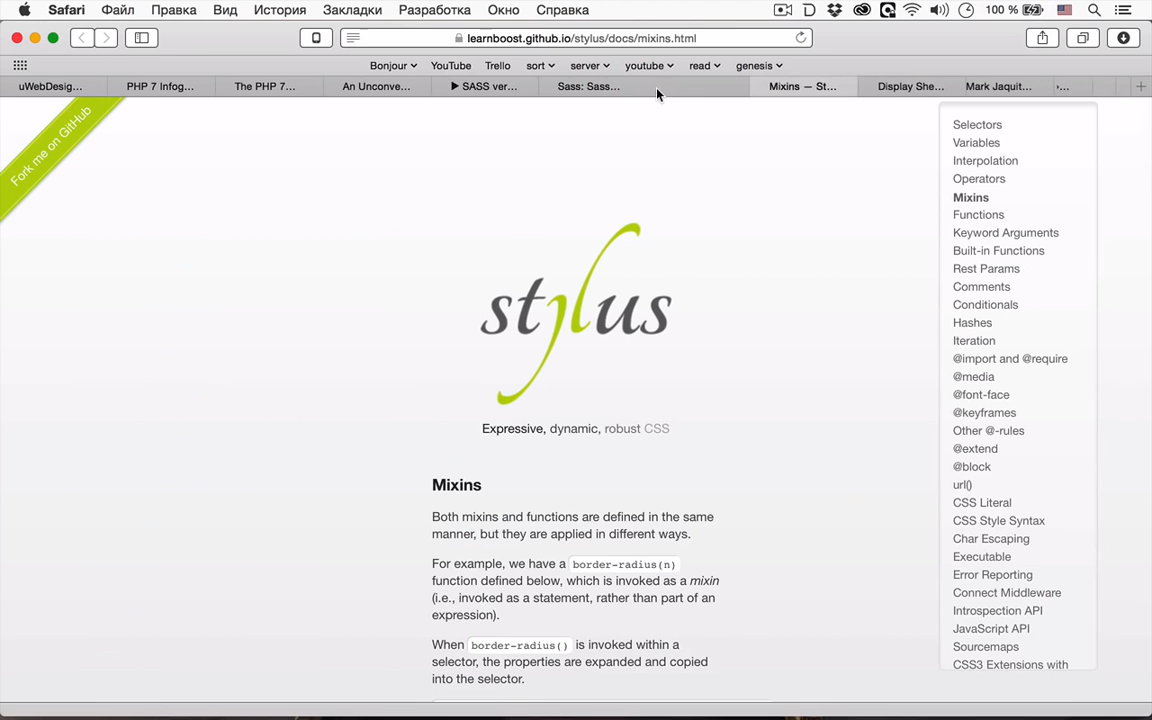 Safari Файл Правка Вид История Закладки Разработка Окно Справка 100 %
learnboost.github.io/stylus/docs/mixins.html
Bonjour YouTube Trello sort server youtube read genesis
uWebDesig... PHP 7 Infog... The PHP 7... An Unconve... ▶ SASS ver... Sass: Sass... Mixins — St... Display She... Mark Jaquit... ›...
Fork me on GitHub
stylus
Expressive, dynamic, robust CSS
Mixins
Both mixins and functions are defined in the same
manner, but they are applied in different ways.
For example, we have a border-radius(n)
function defined below, which is invoked as a mixin
(i.e., invoked as a statement, rather than part of an
expression).
When border-radius() is invoked within a
selector, the properties are expanded and copied
into the selector.
Selectors
Variables
Interpolation
Operators
Mixins
Functions
Keyword Arguments
Built-in Functions
Rest Params
Comments
Conditionals
Hashes
Iteration
@import and @require
@media
@font-face
@keyframes
Other @-rules
@extend
@block
url()
CSS Literal
CSS Style Syntax
Char Escaping
Executable
Error Reporting
Connect Middleware
Introspection API
JavaScript API
Sourcemaps
CSS3 Extensions with